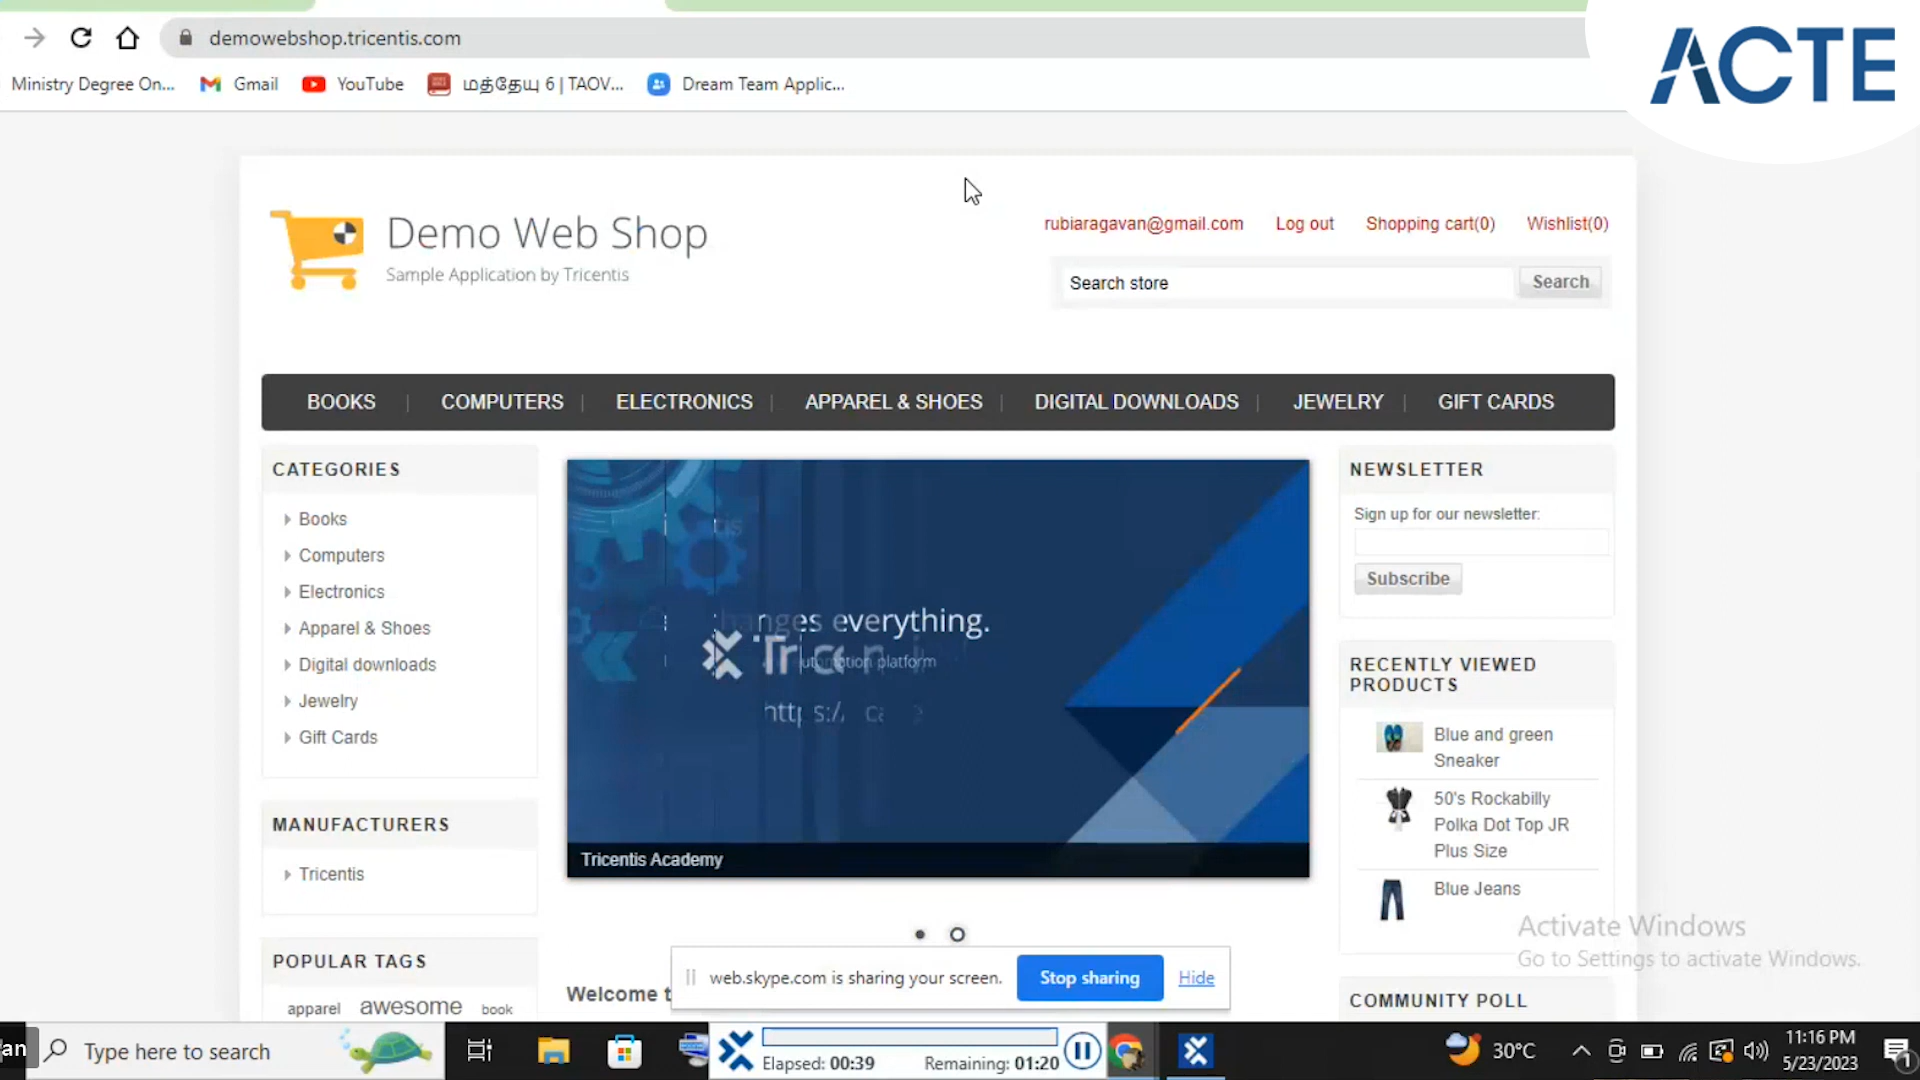 ACTE
demowebshop.tricentis.com
Ministry Degree On...
Gmail
YouTube
மத்தேயு 6 | TAOV...
Dream Team Applic...
Demo Web Shop
Sample Application by Tricentis
rubiaragavan@gmail.com
Log out
Shopping cart(0)
Wishlist(0)
Search store
Search
BOOKS
COMPUTERS
ELECTRONICS
APPAREL & SHOES
DIGITAL DOWNLOADS
JEWELRY
GIFT CARDS
CATEGORIES
Books
Computers
Electronics
Apparel & Shoes
Digital downloads
Jewelry
Gift Cards
MANUFACTURERS
Tricentis
POPULAR TAGS
apparel awesome book
everything.
platform
Tricentis Academy
Welcome t
NEWSLETTER
Sign up for our newsletter:
Subscribe
RECENTLY VIEWED
PRODUCTS
Blue and green
Sneaker
50's Rockabilly
Polka Dot Top JR
Plus Size
Blue Jeans
COMMUNITY POLL
Activate Windows
Go to Settings to activate Windows.
web.skype.com is sharing your screen.
Stop sharing
Hide
an
Type here to search
Elapsed: 00:39
Remaining: 01:20
30°C
11:16 PM
5/23/2023
1